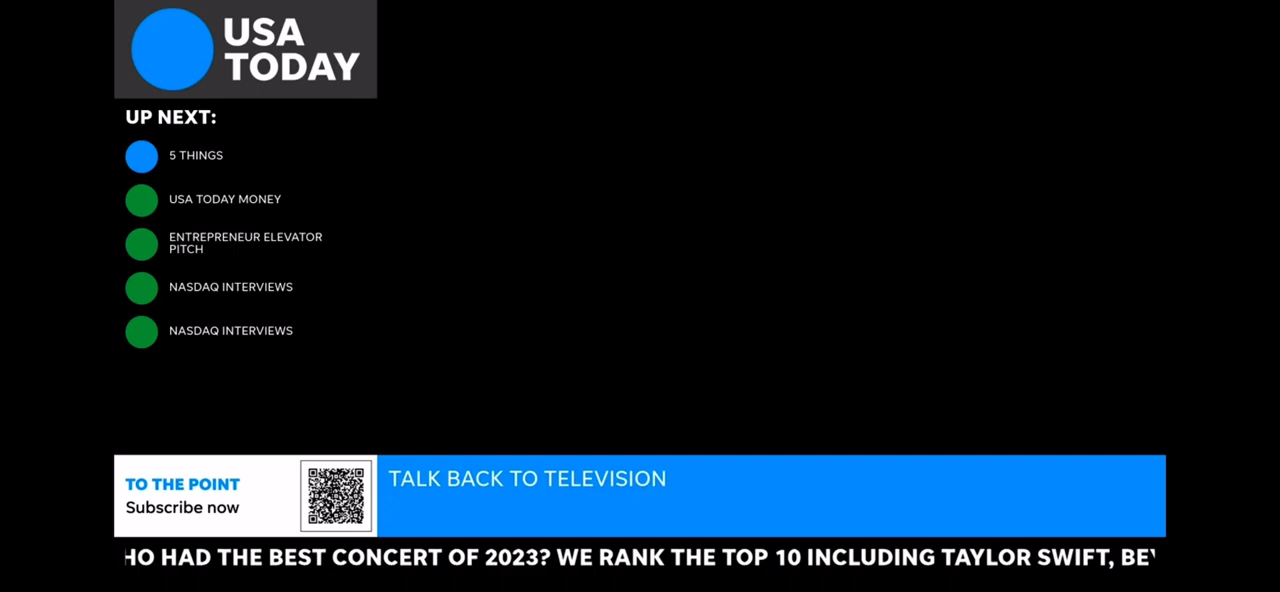 USA
TODAY
UP NEXT:
5 THINGS
USA TODAY MONEY
ENTREPRENEUR ELEVATOR
PITCH
NASDAQ INTERVIEWS
NASDAQ INTERVIEWS
TO THE POINT
Subscribe now
TALK BACK TO TELEVISION
HO HAD THE BEST CONCERT OF 2023? WE RANK THE TOP 10 INCLUDING TAYLOR SWIFT,